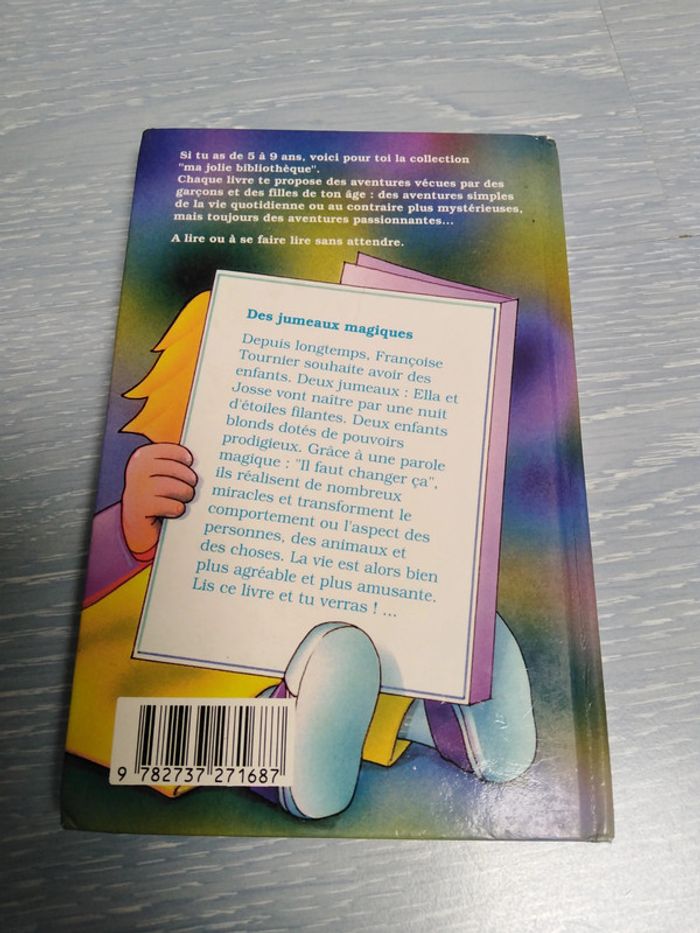 Si tu as de 5 à 9 ans, voici pour toi la collection
"ma jolie bibliothèque".
Chaque livre te propose des aventures vécues par des
garçons et des filles de ton âge : des aventures simples
de la vie quotidienne ou au contraire plus mystérieuses,
mais toujours des aventures passionnantes...
A lire ou à se faire lire sans attendre.
Des jumeaux magiques
Depuis longtemps, Françoise
Tournier souhaite avoir des
enfants. Deux jumeaux : Ella et
Josse vont naître par une nuit
d'étoiles filantes. Deux enfants
blonds dotés de pouvoirs
prodigieux. Grâce à une parole
magique : "Il faut changer ça",
ils réalisent de nombreux
miracles et transforment le
comportement ou l'aspect des
personnes, des animaux et
des choses. La vie est alors bien
plus agréable et plus amusante.
Lis ce livre et tu verras ! ...
9 782737 271687